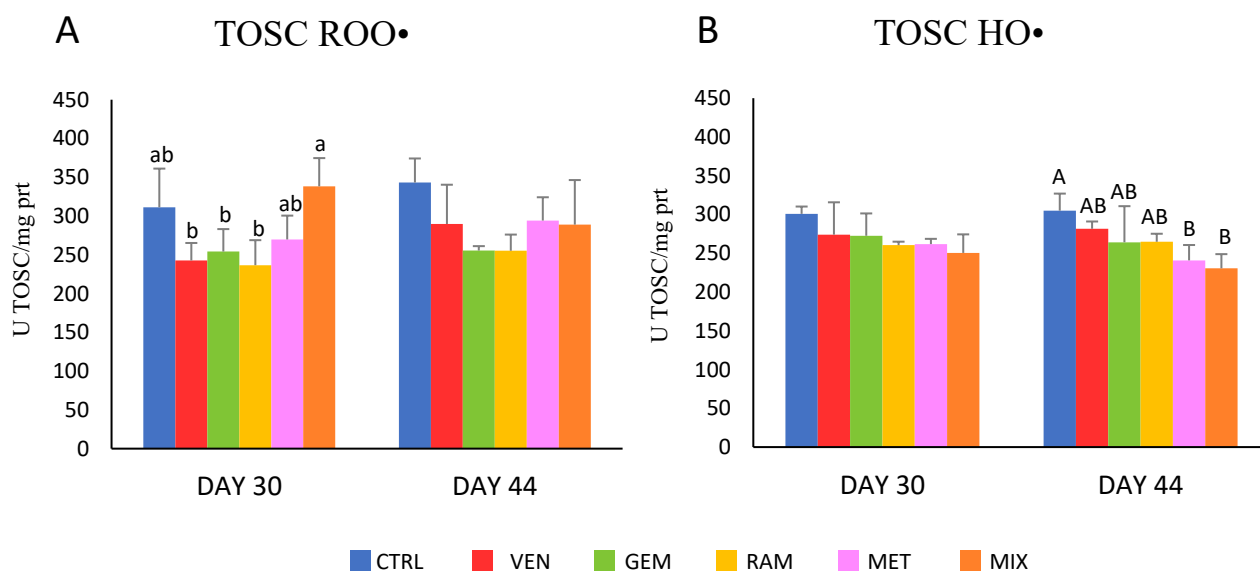 A
TOSC ROO•
U TOSC/mg prt
450
400
350
300
250
200
150
100
50
0
ab
b
b
b
ab
a
DAY 30
DAY 44
B
TOSC HO•
U TOSC/mg prt
450
400
350
300
250
200
150
100
50
0
A
AB
AB
AB
B
B
DAY 30
DAY 44
CTRL VEN GEM RAM MET MIX